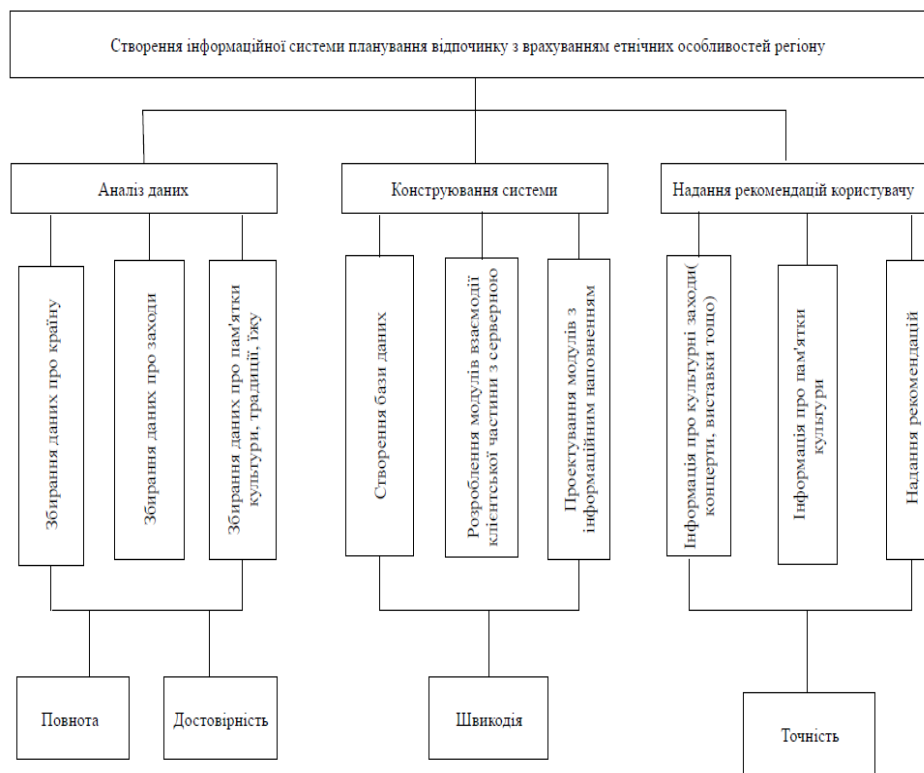 Створення інформаційної системи планування відпочинку з врахуванням етнічних особливостей регіону
Аналіз даних
Конструювання системи
Надання рекомендацій користувачу
Збирання даних про країну
Збирання даних про заходи
Збирання даних про пам'ятки
культури, традиції, їжу
Створення бази даних
Розроблення модулів взаємодії
клієнтської частини з серверною
Проектування модулів з
інформаційним наповненням
Інформація про культурні заходи(
концерти, виставки тощо)
Інформація про пам'ятки
культури
Надання рекомендацій
Повнота
Достовірність
Швикодія
Точність